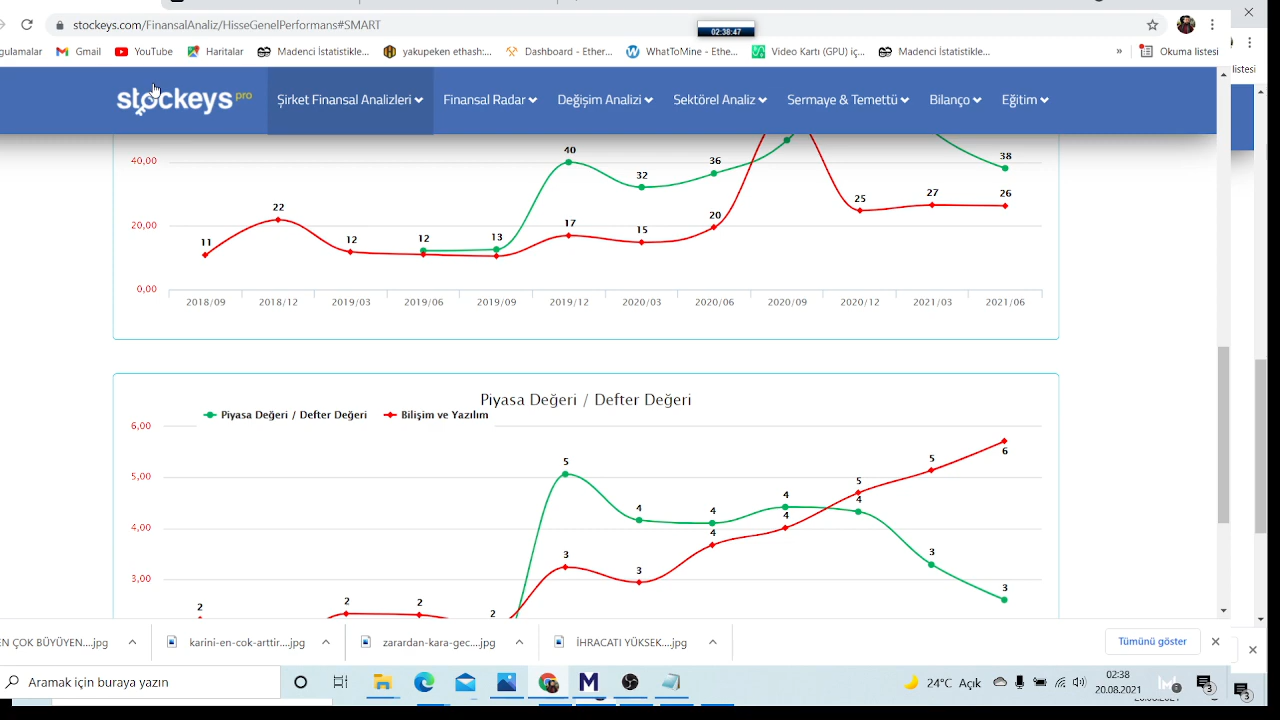 stockeys.com/FinansalAnaliz/HisseGenelPerformans#SMART
02:38:47
gulamalar Gmail YouTube Haritalar Madenci İstatistikle... yakupeken ethash:... Dashboard - Ether... WhatToMine - Ethe... Video Kartı (GPU) iç... Madenci İstatistikle... » Okuma listesi
listesi
stockeys pro Şirket Finansal Analizleri Finansal Radar Değişim Analizi Sektörel Analiz Sermaye & Temettü Bilanço Eğitim
40,00
20,00
0,00
11 22 12 12 13 40 17 32 15 36 20 25 27 38 26
2018/09 2018/12 2019/03 2019/06 2019/09 2019/12 2020/03 2020/06 2020/09 2020/12 2021/03 2021/06
Piyasa Değeri / Defter Değeri
Piyasa Değeri / Defter Değeri Bilişim ve Yazılım
6,00
5,00
4,00
3,00
2 2 2 2 5 3 4 3 4 4 4 4 5 4 5 3 6 3
EN ÇOK BÜYÜYEN....jpg karini-en-cok-arttir....jpg zarardan-kara-gec....jpg İHRACATI YÜKSEK....jpg Tümünü göster
Aramak için buraya yazın
24°C Açık
02:38
20.08.2021
3
3